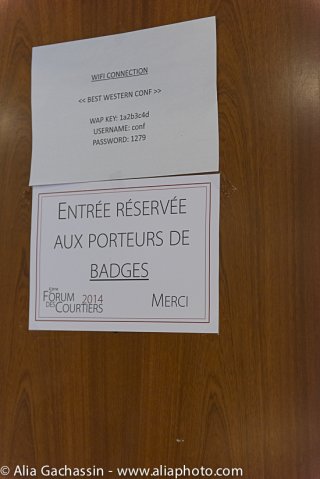 WIFI CONNECTION
<< BEST WESTERN CONF >>
WAP KEY: 1a2b3c4d
USERNAME: conf
PASSWORD: 1279
ENTRÉE RÉSERVÉE
AUX PORTEURS DE
BADGES
6ÈME
FORUM 2014
DES COURTIERS
MERCI
© Alia Gachassin - www.aliaphoto.com